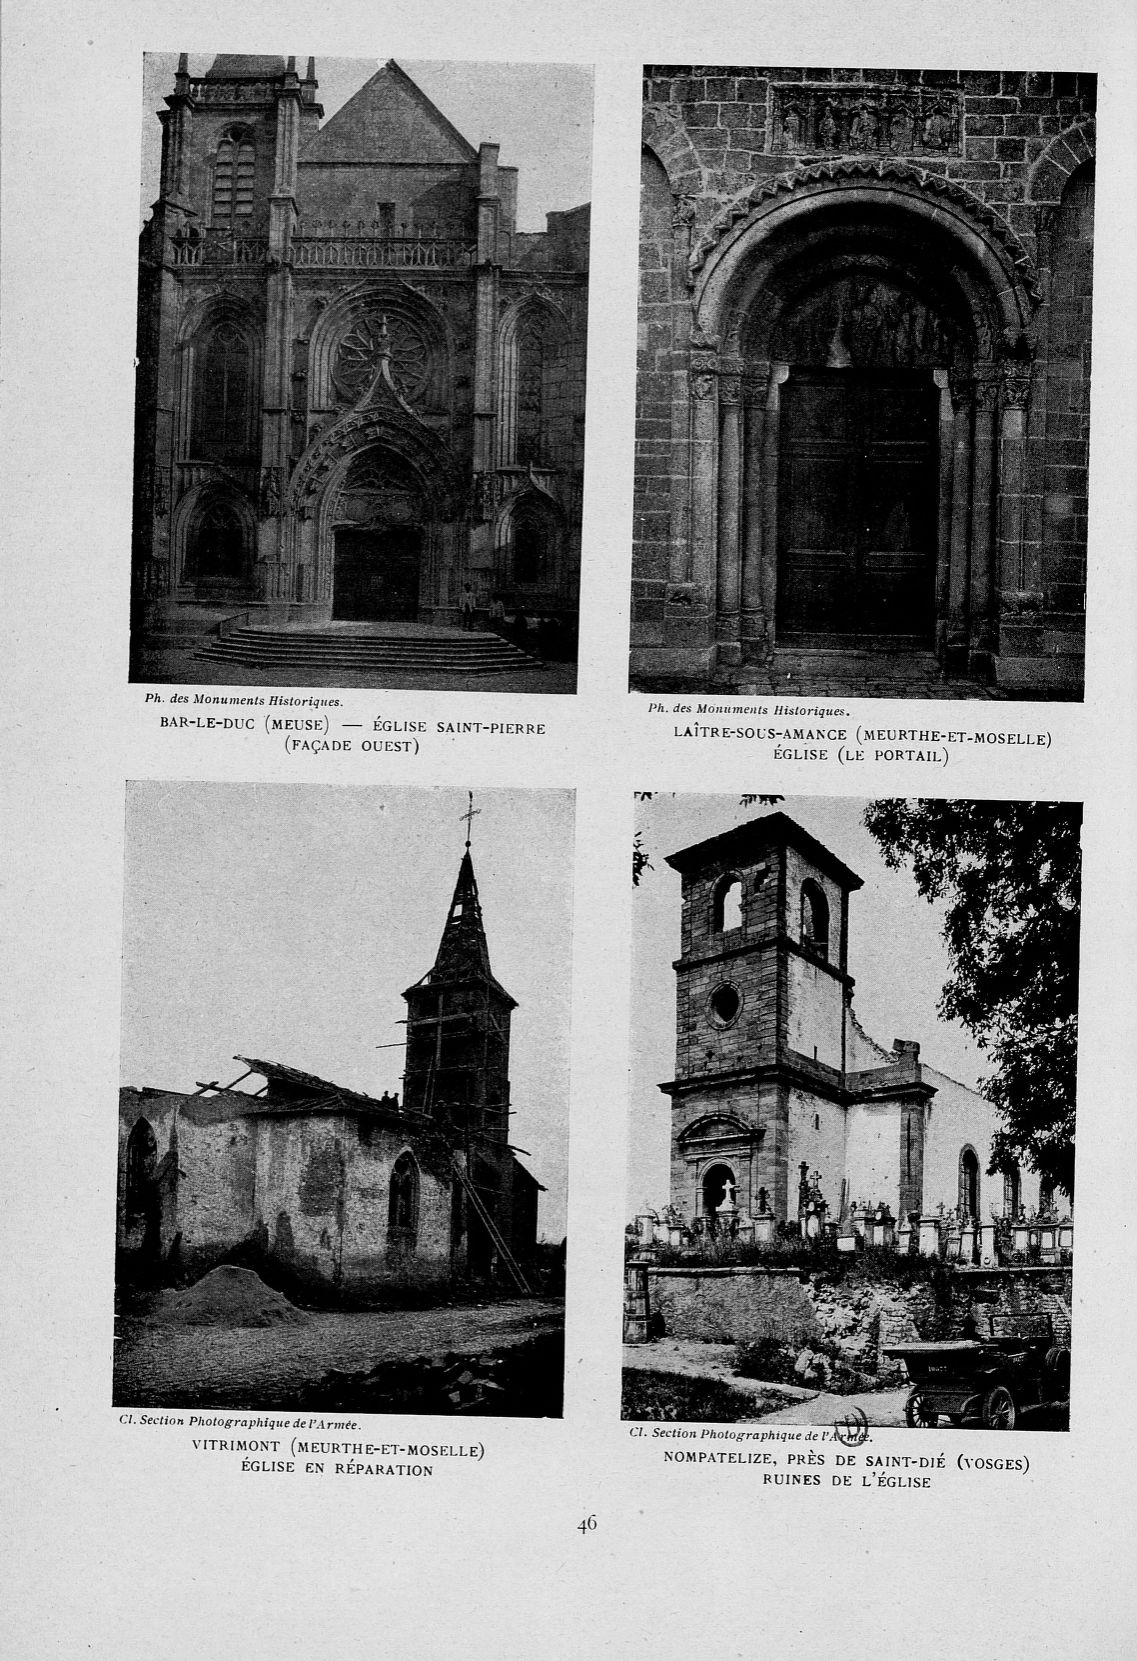 Ph. des Monuments Historiques.
BAR-LE-DUC (MEUSE) — ÉGLISE SAINT-PIERRE
(FAÇADE OUEST)
Ph. des Monuments Historiques.
LAÎTRE-SOUS-AMANCE (MEURTHE-ET-MOSELLE)
ÉGLISE (LE PORTAIL)
Cl. Section Photographique de l'Armée.
VITRIMONT (MEURTHE-ET-MOSELLE)
ÉGLISE EN RÉPARATION
Cl. Section Photographique de l'Armée.
NOMPATELIZE, PRÈS DE SAINT-DIÉ (VOSGES)
RUINES DE L'ÉGLISE
46